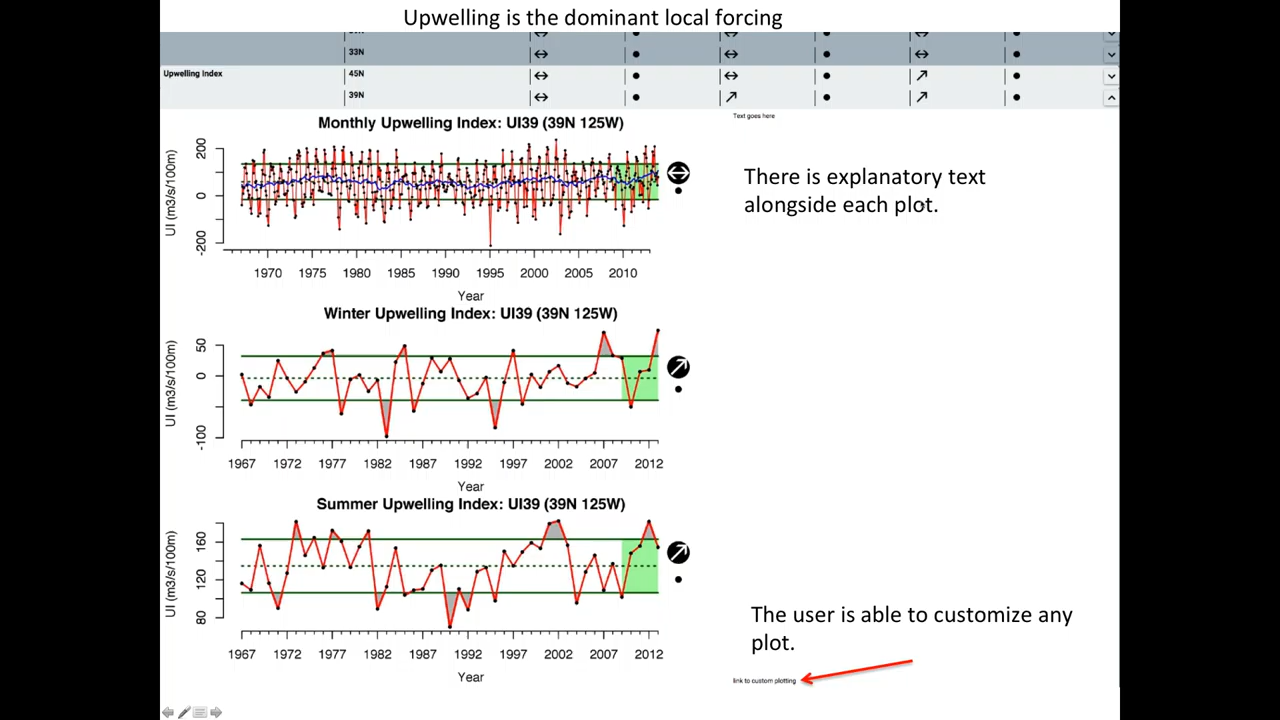 Upwelling is the dominant local forcing
33N
Upwelling Index 45N
39N
Text goes here
Monthly Upwelling Index: UI39 (39N 125W)
UI (m3/s/100m)
200
0
-200
1970 1975 1980 1985 1990 1995 2000 2005 2010
Year
There is explanatory text
alongside each plot.
Winter Upwelling Index: UI39 (39N 125W)
UI (m3/s/100m)
50
0
-100
1967 1972 1977 1982 1987 1992 1997 2002 2007 2012
Year
Summer Upwelling Index: UI39 (39N 125W)
UI (m3/s/100m)
160
120
80
1967 1972 1977 1982 1987 1992 1997 2002 2007 2012
Year
The user is able to customize any
plot.
link to custom plotting